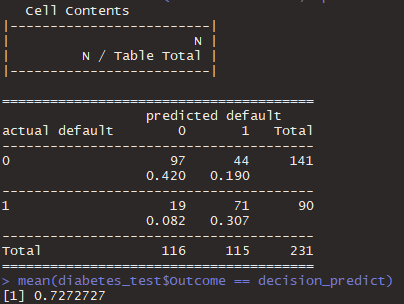 Cell Contents
|-------------------------|
|                       N |
|         N / Table Total |
|-------------------------|

=======================================
                  predicted default
actual default        0       1   Total
---------------------------------------
0                    97      44     141
                  0.420   0.190
---------------------------------------
1                    19      71      90
                  0.082   0.307
---------------------------------------
Total               116     115     231
=======================================
> mean(diabetes_test$Outcome == decision_predict)
[1] 0.7272727